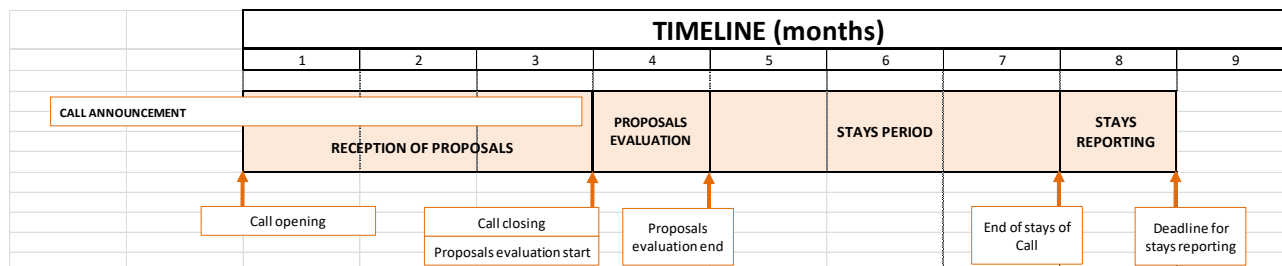 TIMELINE (months)
1 2 3 4 5 6 7 8 9
CALL ANNOUNCEMENT
RECEPTION OF PROPOSALS
PROPOSALS
EVALUATION
STAYS PERIOD
STAYS
REPORTING
Call opening
Call closing
Proposals evaluation start
Proposals
evaluation end
End of stays of
Call
Deadline for
stays reporting